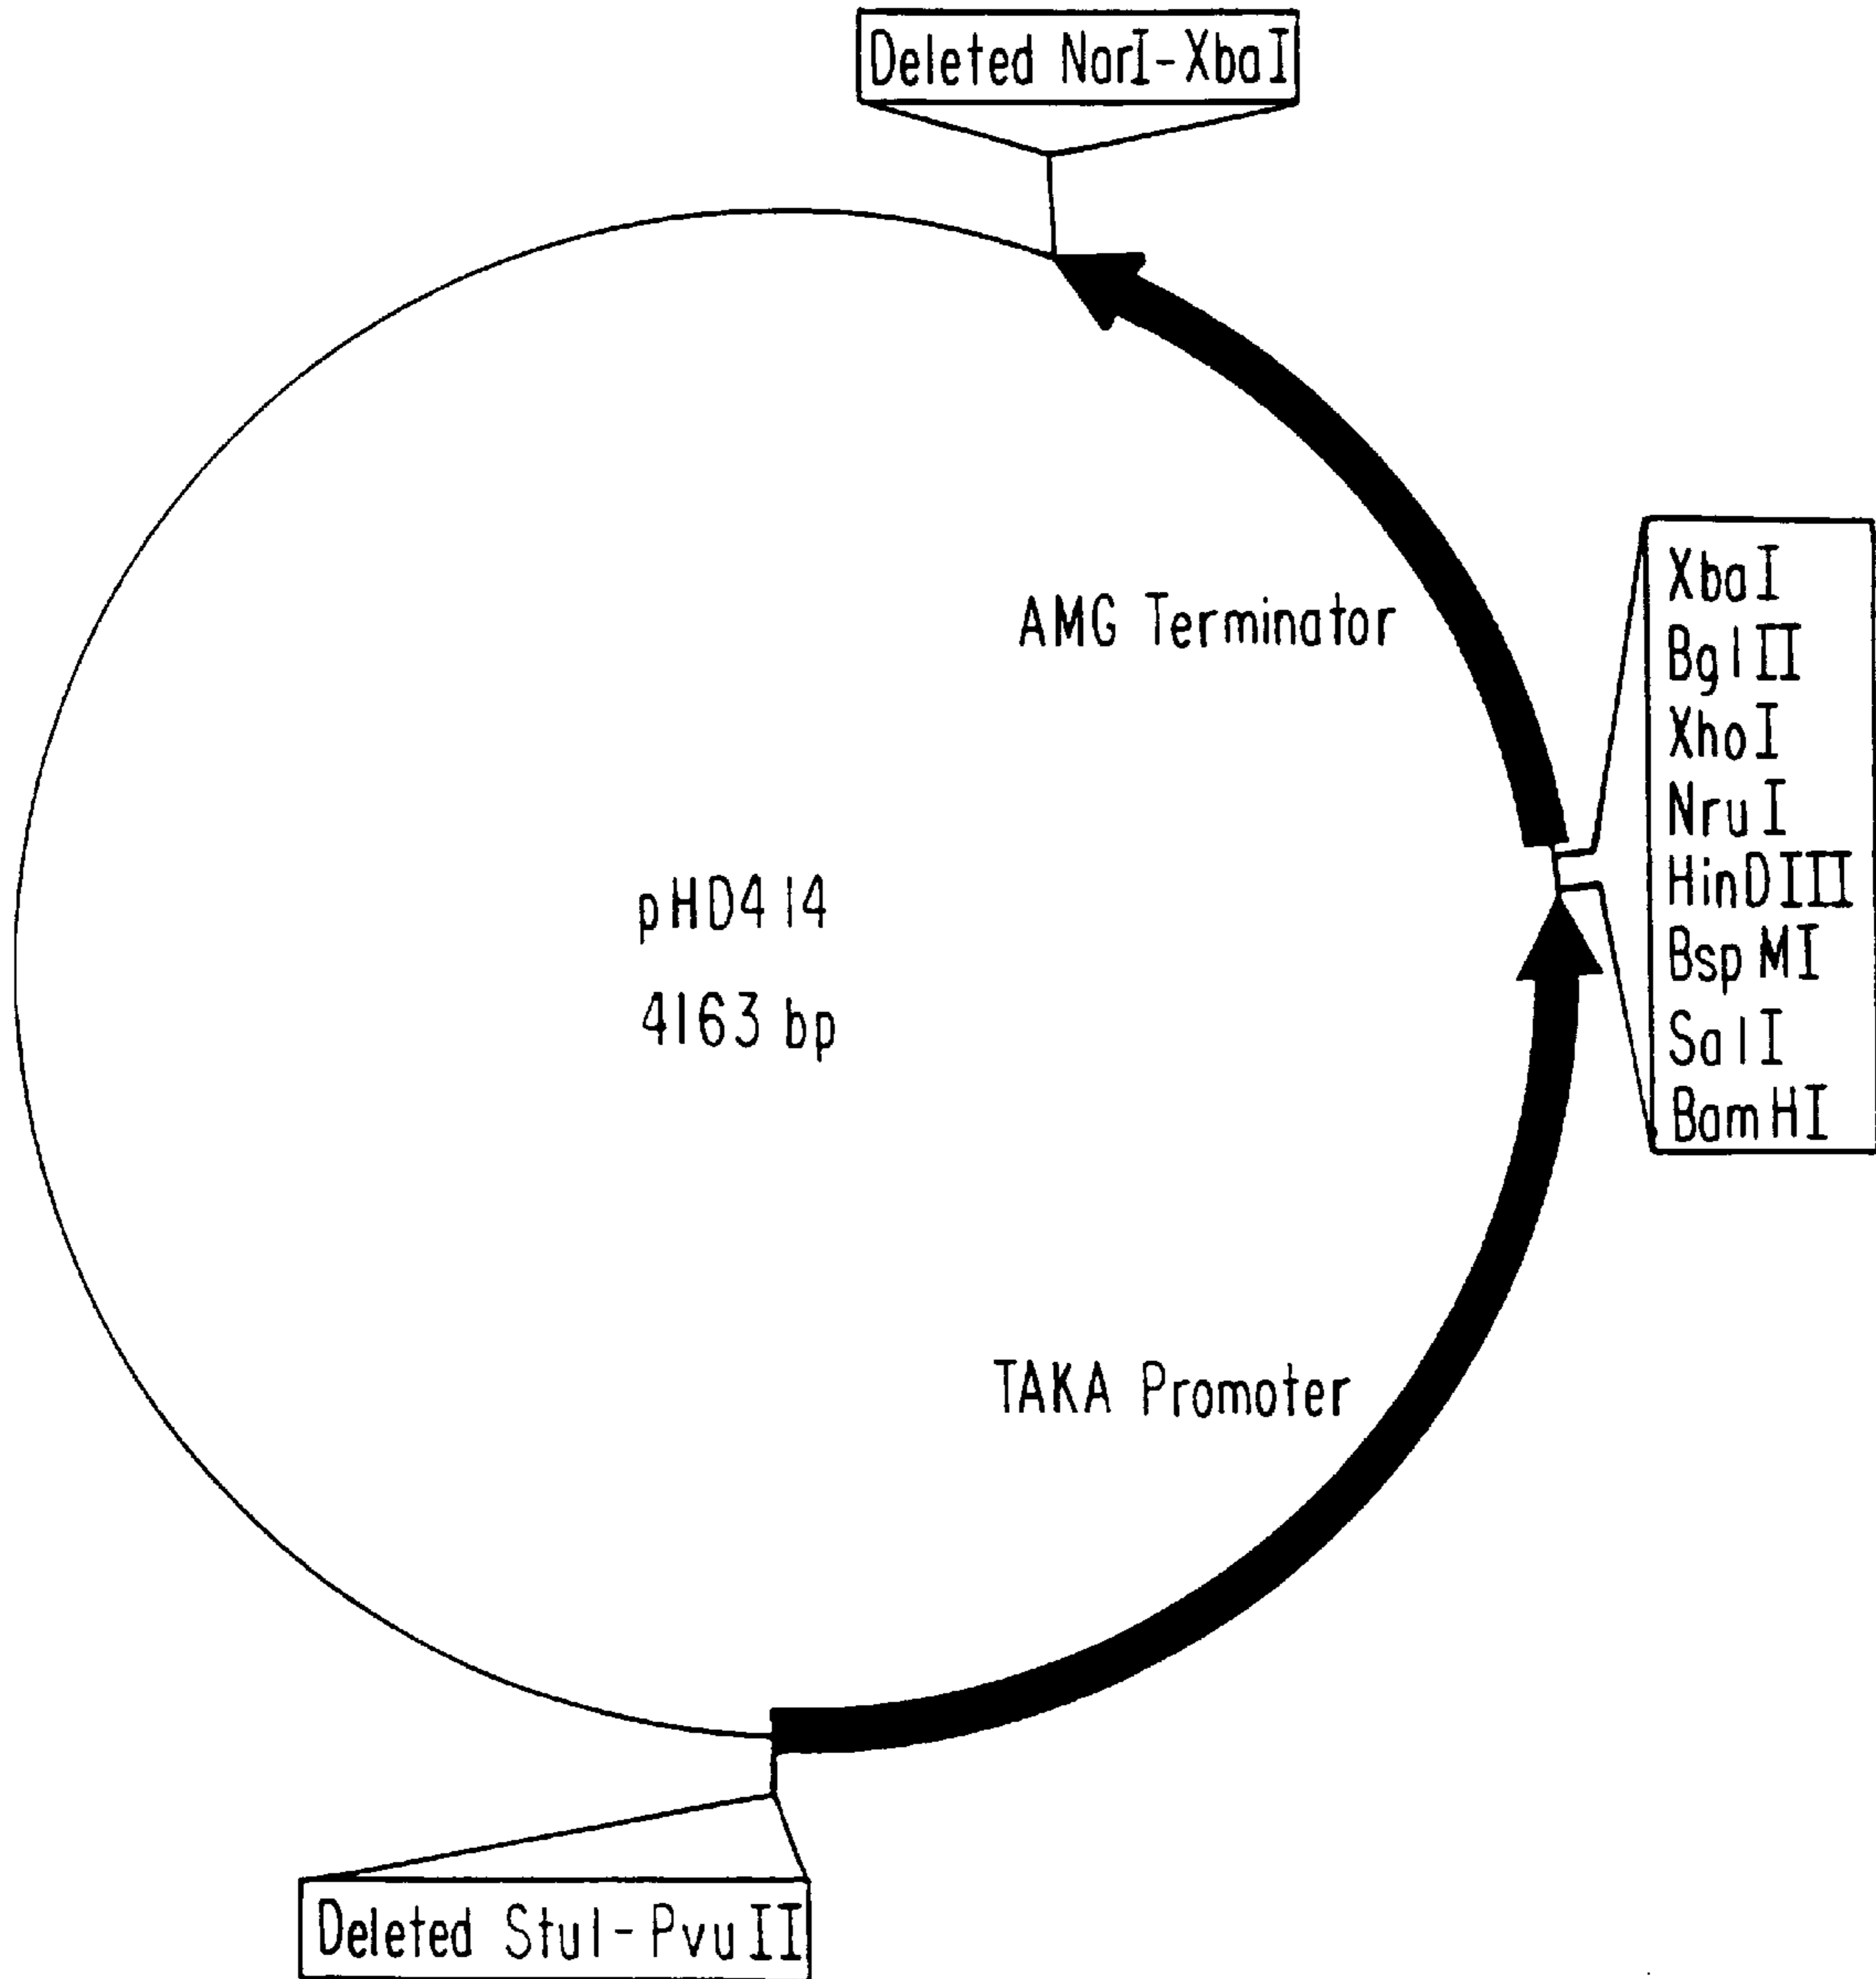 Deleted NarI-XbaI
AMG Terminator
XbaI
BglII
XhoI
NruI
HinDIII
BspMI
SalI
BamHI
pHD414
4163 bp
TAKA Promoter
Deleted StuI-PvuII